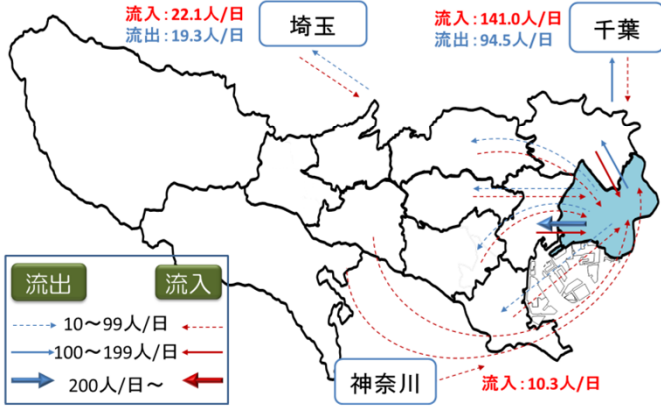 流入:22.1人/日
流出:19.3人/日
埼玉
流入:141.0人/日
流出:94.5人/日
千葉
流出
流入
10～99人/日
100～199人/日
200人/日～
神奈川
流入:10.3人/日